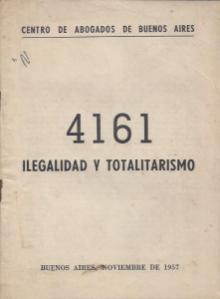 CENTRO DE ABOGADOS DE BUENOS AIRES
4161
ILEGALIDAD Y TOTALITARISMO
BUENOS AIRES, NOVIEMBRE DE 1957